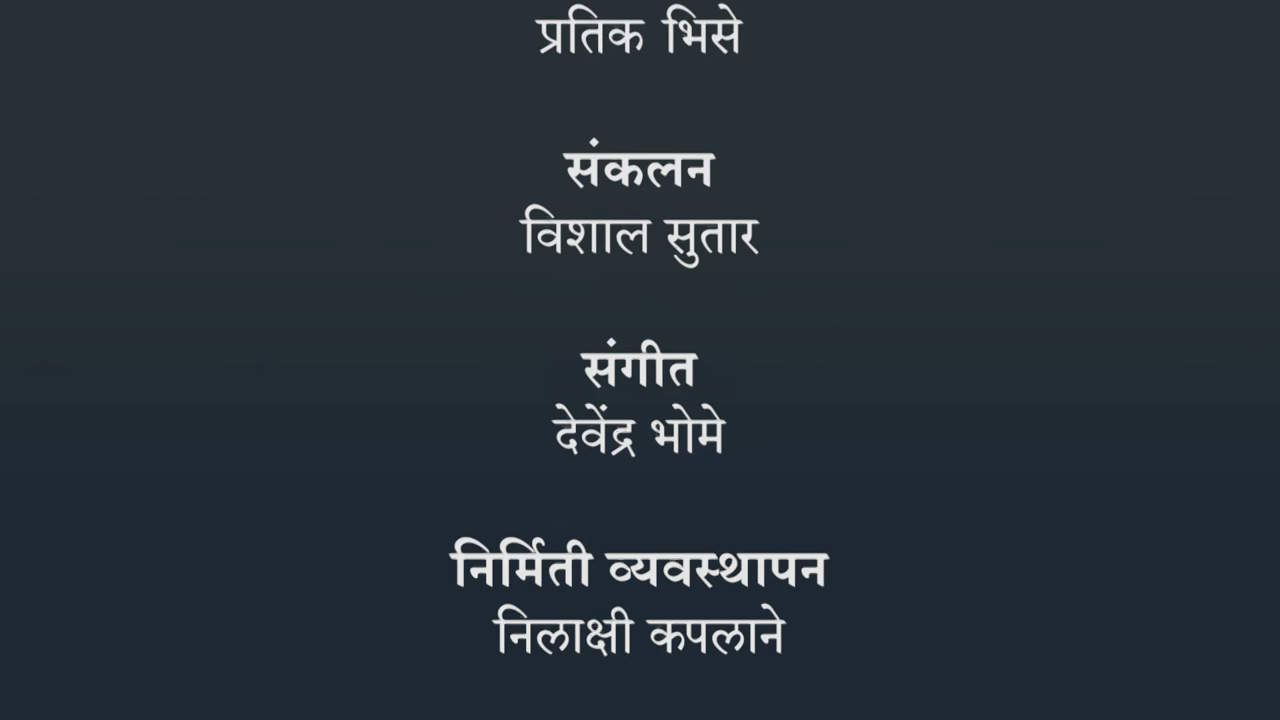 प्रतिक भिसे
संकलन
विशाल सुतार
संगीत
देवेंद्र भोमे
निर्मिती व्यवस्थापन
निलाक्षी कपलाने